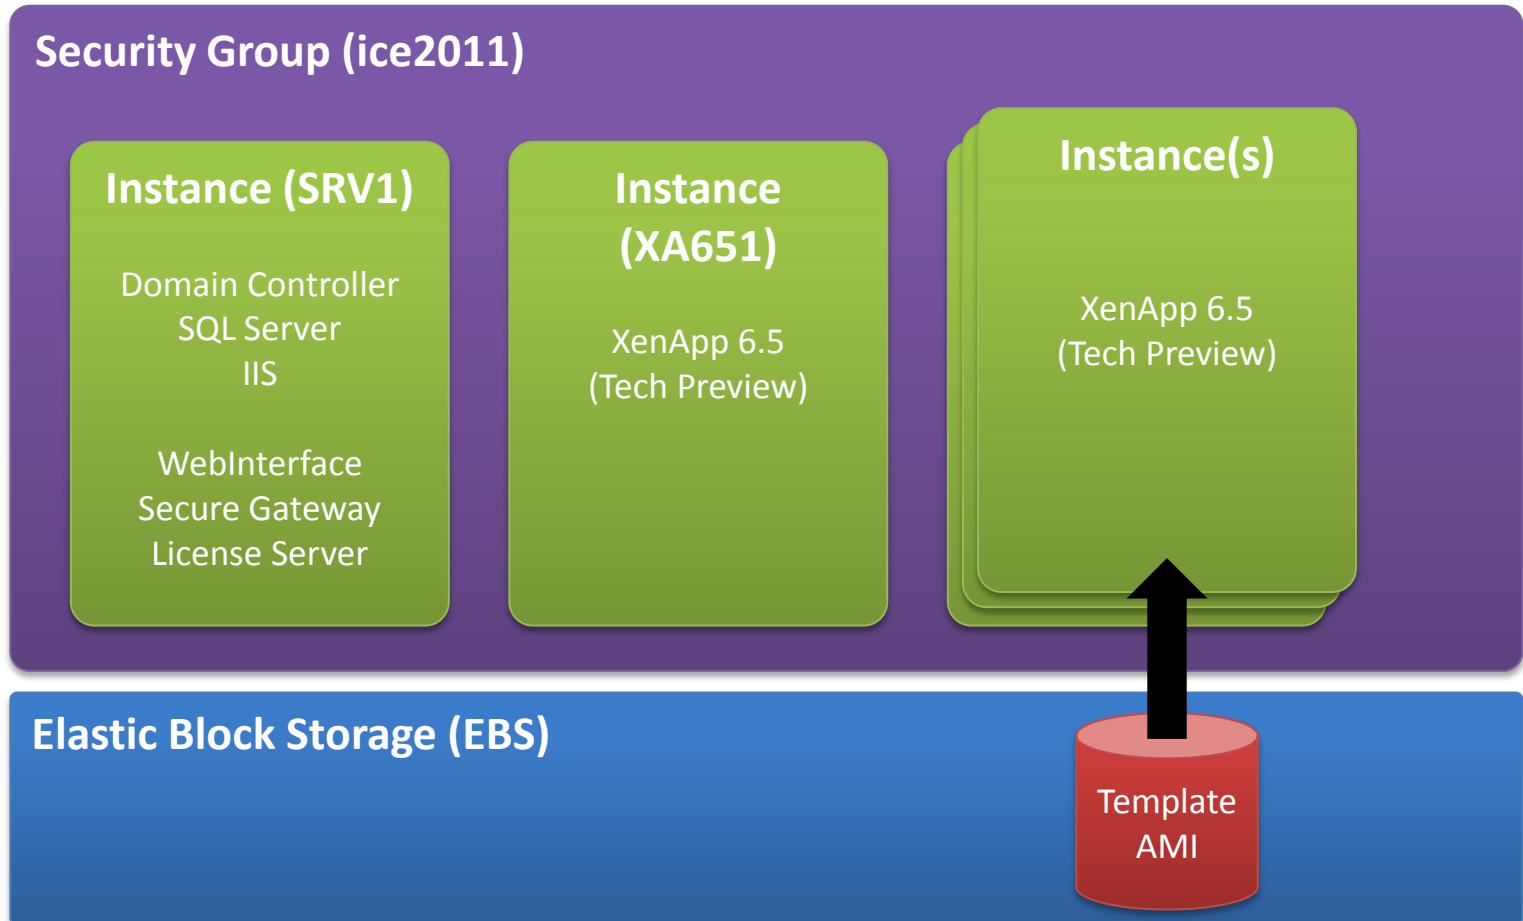 Security Group (ice2011)
Instance (SRV1)
Domain Controller
SQL Server
IIS
WebInterface
Secure Gateway
License Server
Instance
(XA651)
XenApp 6.5
(Tech Preview)
Instance(s)
XenApp 6.5
(Tech Preview)
Elastic Block Storage (EBS)
Template
AMI